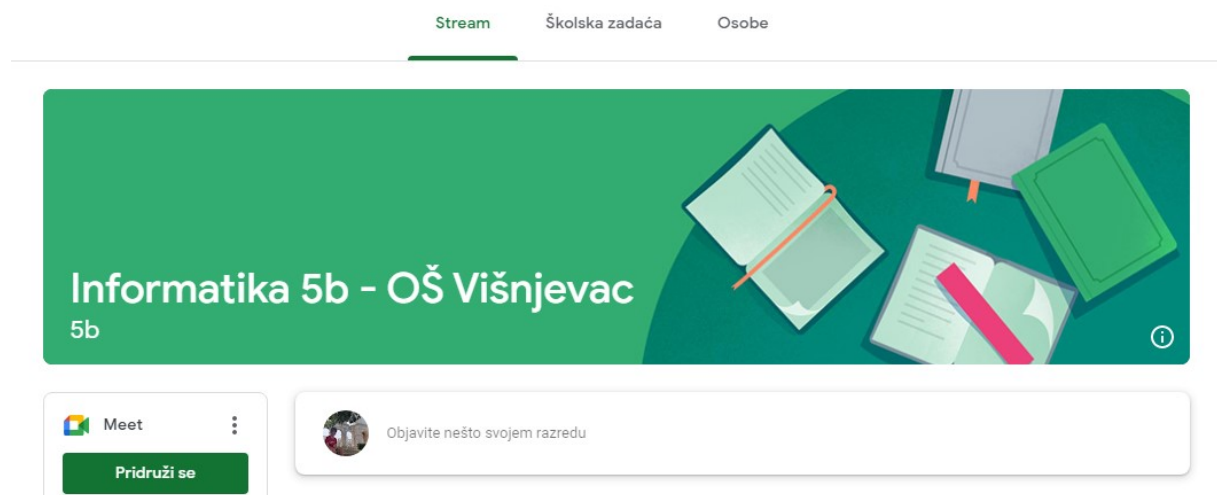 Stream Školska zadaća Osobe
Informatika 5b - OŠ Višnjevac
5b
Meet
Objavite nešto svojem razredu
Pridruži se